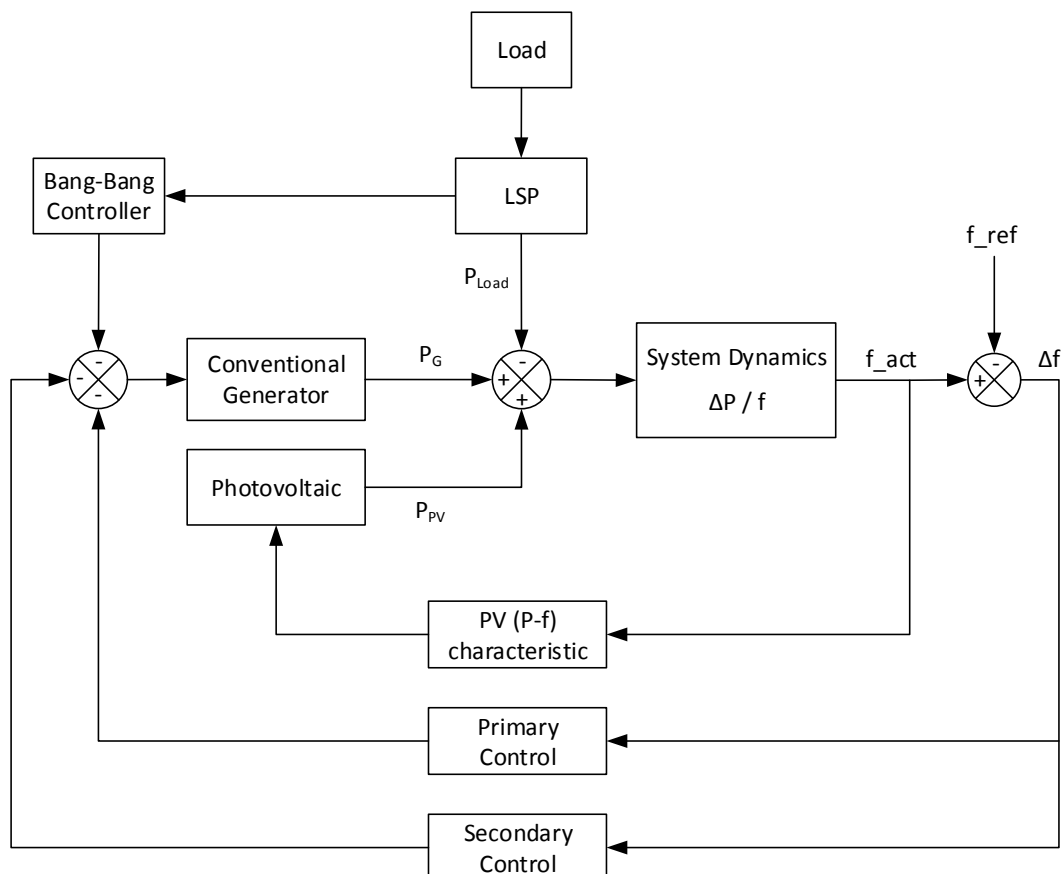 Load
Bang-Bang
Controller
LSP
f_ref
P_Load
-
-
-
Conventional
Generator
P_G
-
+
+
System Dynamics
ΔP / f
f_act
-
+
Δf
Photovoltaic
P_PV
PV (P-f)
characteristic
Primary
Control
Secondary
Control